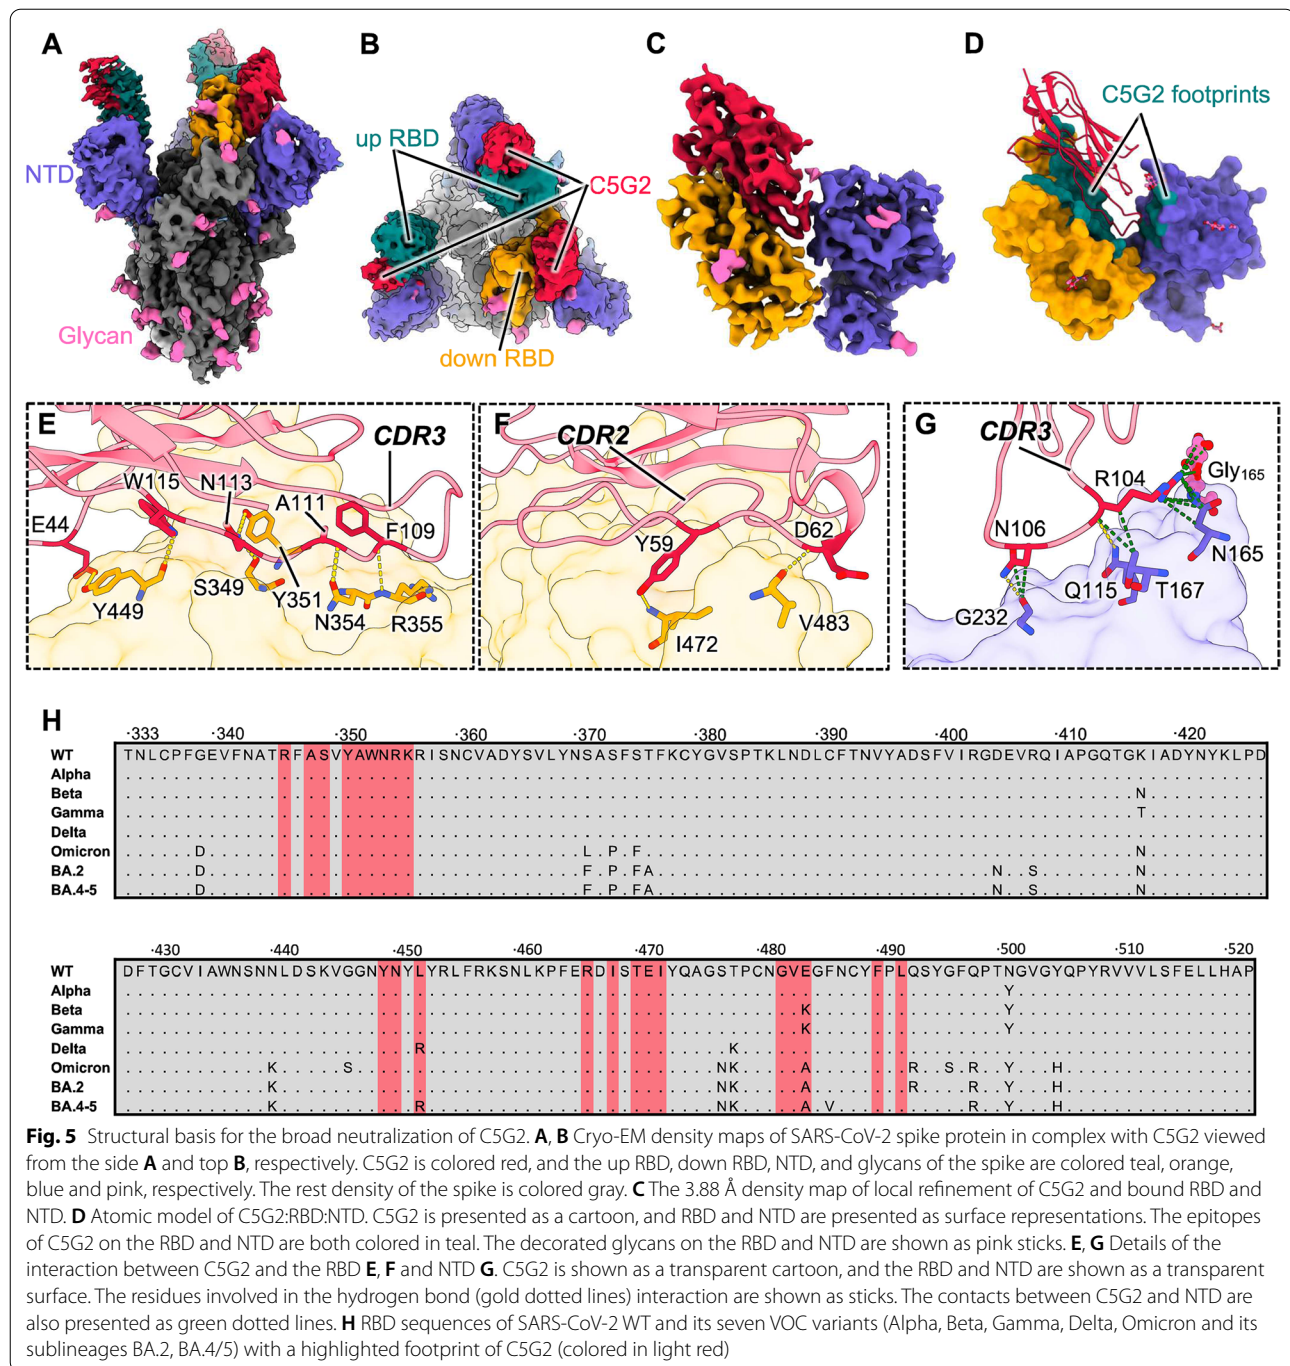 A
B
C
D
NTD
Glycan
up RBD
C5G2
down RBD
C5G2 footprints
E
CDR3
W115
N113
A111
E44
F109
Y449
S349
Y351
N354
R355
F
CDR2
Y59
D62
I472
V483
G
CDR3
R104
Gly165
N106
N165
Q115
T167
G232
H
·333 ·340 ·350 ·360 ·370 ·380 ·390 ·400 ·410 ·420
WT TNLCPFGEVFNATRFASVYAWNRKRISNCVADYSVLYNSASFSTFKCYGVSPTKLNDLCFTNVYADSFVIRGDEVRQIAPGQTGKIADYNYKLPD
Alpha
Beta N
Gamma T
Delta
Omicron D L P F N
BA.2 D F P F A N S N
BA.4-5 D F P F A N S N
·430 ·440 ·450 ·460 ·470 ·480 ·490 ·500 ·510 ·520
WT DFTGCVIAWNSNNLDSKVGGNYNYLYRLFRKSNLKPFERDISTEIYQAGSTPCNGVEGFNCYFPLQSYGFQPTNGVGYQPYRVVVLSFELLHAP
Alpha Y
Beta K Y
Gamma K Y
Delta R K
Omicron K S N K A R S R Y H
BA.2 K N K A R R Y H
BA.4-5 K R N K A V R Y H
Fig. 5 Structural basis for the broad neutralization of C5G2. A, B Cryo-EM density maps of SARS-CoV-2 spike protein in complex with C5G2 viewed
from the side A and top B, respectively. C5G2 is colored red, and the up RBD, down RBD, NTD, and glycans of the spike are colored teal, orange,
blue and pink, respectively. The rest density of the spike is colored gray. C The 3.88 Å density map of local refinement of C5G2 and bound RBD and
NTD. D Atomic model of C5G2:RBD:NTD. C5G2 is presented as a cartoon, and RBD and NTD are presented as surface representations. The epitopes
of C5G2 on the RBD and NTD are both colored in teal. The decorated glycans on the RBD and NTD are shown as pink sticks. E, G Details of the
interaction between C5G2 and the RBD E, F and NTD G. C5G2 is shown as a transparent cartoon, and the RBD and NTD are shown as a transparent
surface. The residues involved in the hydrogen bond (gold dotted lines) interaction are shown as sticks. The contacts between C5G2 and NTD are
also presented as green dotted lines. H RBD sequences of SARS-CoV-2 WT and its seven VOC variants (Alpha, Beta, Gamma, Delta, Omicron and its
sublineages BA.2, BA.4/5) with a highlighted footprint of C5G2 (colored in light red)